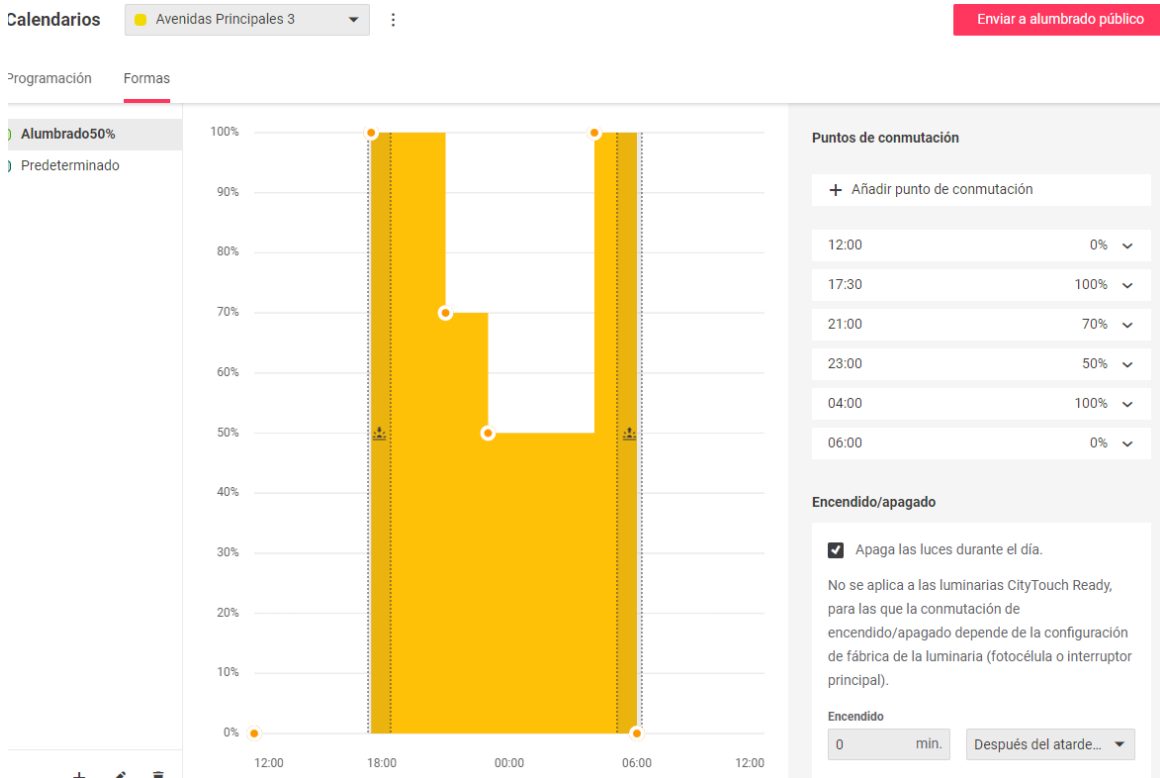 Calendarios
Avenidas Principales 3
Enviar a alumbrado público
Programación
Formas
Alumbrado50%
Predeterminado
100%
90%
80%
70%
60%
50%
40%
30%
20%
10%
0%
12:00
18:00
00:00
06:00
12:00
Puntos de conmutación
+ Añadir punto de conmutación
12:00 0%
17:30 100%
21:00 70%
23:00 50%
04:00 100%
06:00 0%
Encendido/apagado
Apaga las luces durante el día.
No se aplica a las luminarias CityTouch Ready,
para las que la conmutación de
encendido/apagado depende de la configuración
de fábrica de la luminaria (fotocélula o interruptor
principal).
Encendido
0 min. Después del atarde...